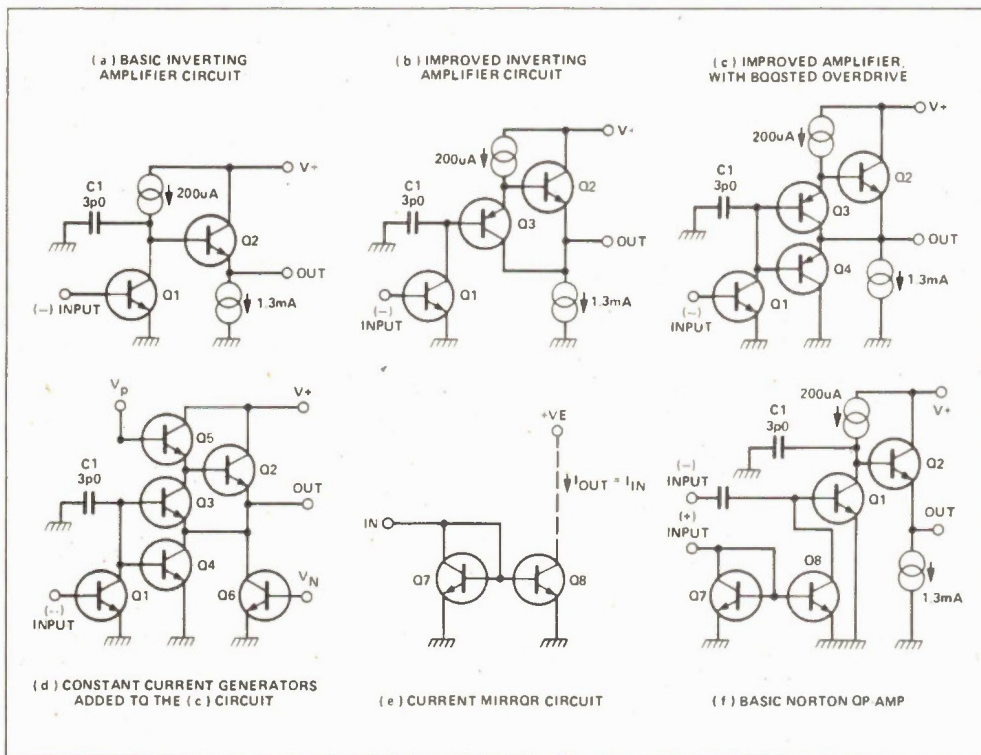 (a) BASIC INVERTING
AMPLIFIER CIRCUIT
V+
200uA
C1
3p0
Q2
OUT
Q1
(−) INPUT
1.3mA
(b) IMPROVED INVERTING
AMPLIFIER CIRCUIT
V+
200uA
Q2
C1
3p0
Q3
OUT
Q1
(−)
INPUT
1.3mA
(c) IMPROVED AMPLIFIER,
WITH BOOSTED OVERDRIVE
V+
200uA
Q2
C1
3p0
Q3
OUT
Q4
Q1
1.3mA
(−)
INPUT
Vp
V+
Q5
Q2
C1
3p0
Q3
OUT
Q4
VN
Q1
Q6
(−)
INPUT
(d) CONSTANT CURRENT GENERATORS
ADDED TO THE (c) CIRCUIT
+VE
IOUT = IIN
IN
Q7
Q8
(e) CURRENT MIRROR CIRCUIT
200uA
V+
C1
3p0
Q2
(−)
INPUT
Q1
(+)
INPUT
OUT
Q7
Q8
1.3mA
(f) BASIC NORTON OP-AMP